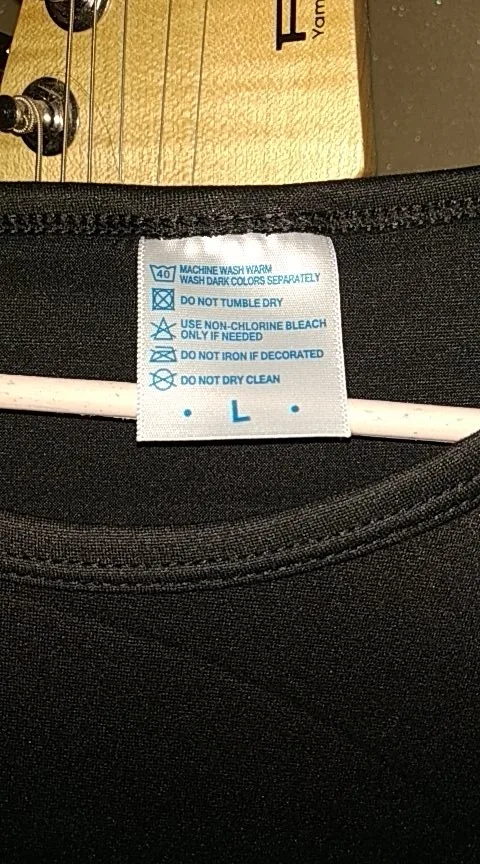 Yam
40 MACHINE WASH WARM
WASH DARK COLORS SEPARATELY
DO NOT TUMBLE DRY
USE NON-CHLORINE BLEACH
ONLY IF NEEDED
DO NOT IRON IF DECORATED
DO NOT DRY CLEAN
• L •